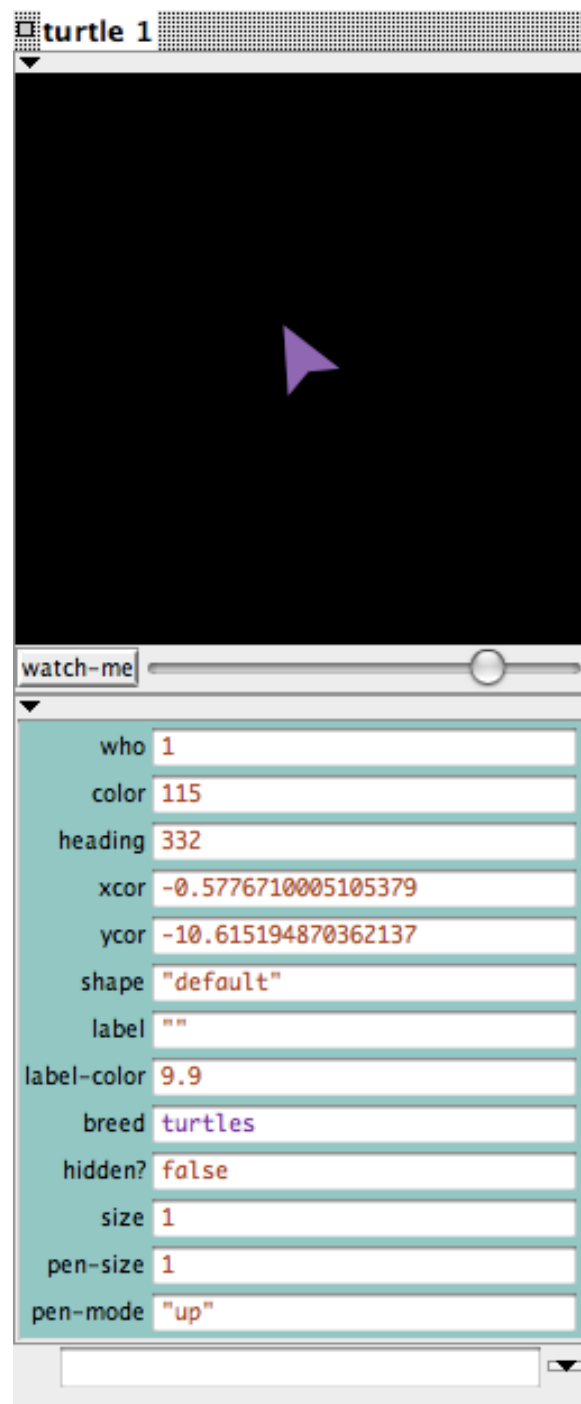 turtle 1
watch-me
who 1
color 115
heading 332
xcor -0.5776710005105379
ycor -10.615194870362137
shape "default"
label ""
label-color 9.9
breed turtles
hidden? false
size 1
pen-size 1
pen-mode "up"